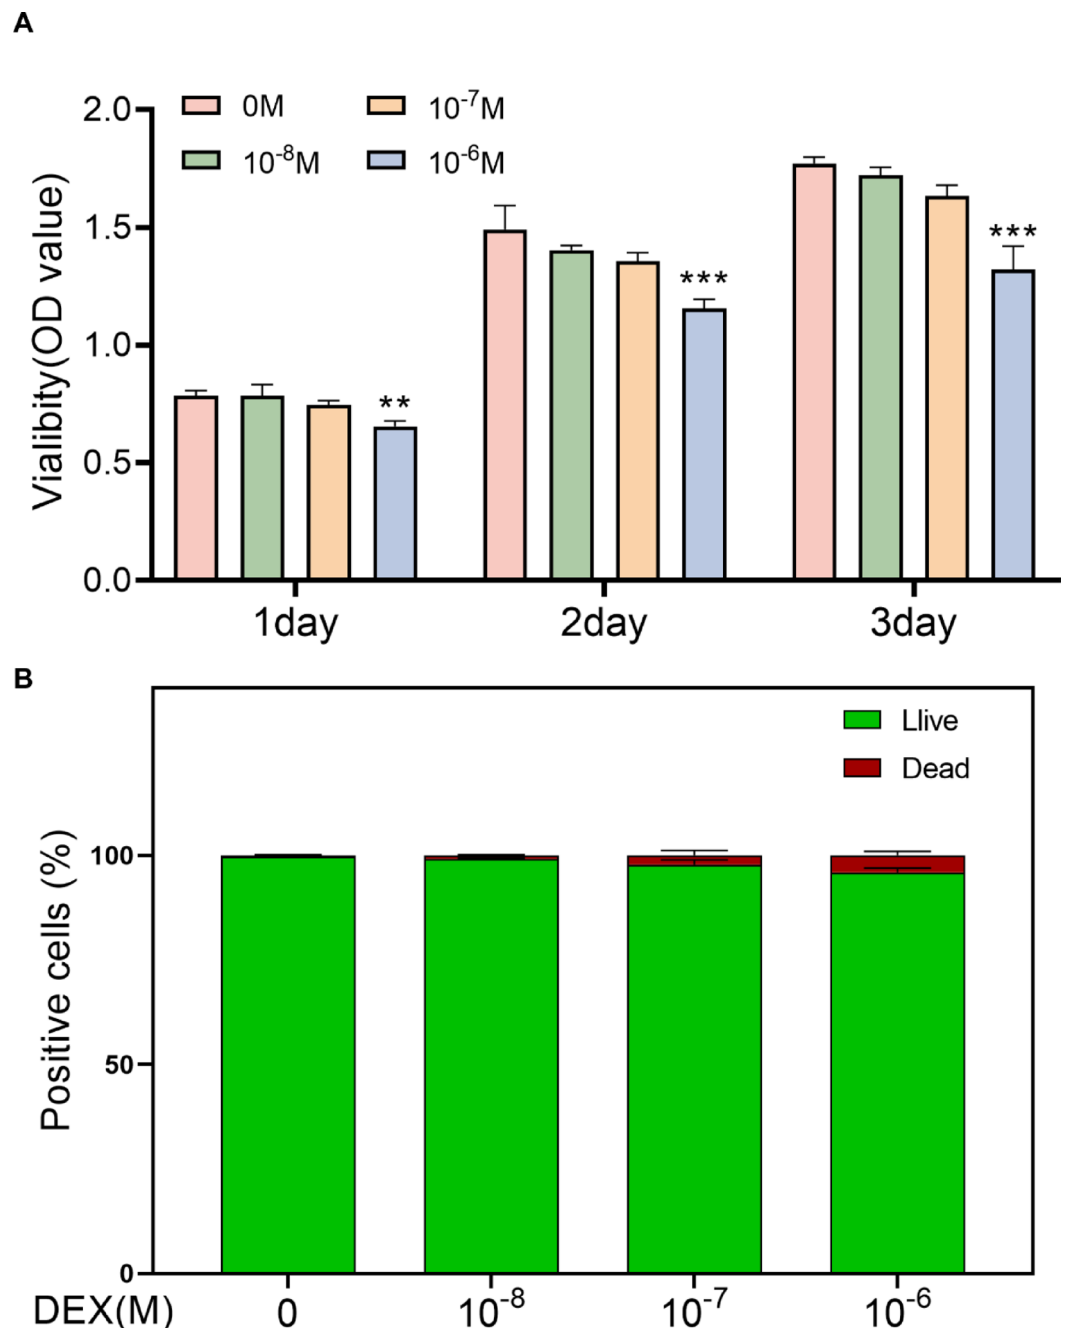 A
2.0
1.5
1.0
0.5
0.0
Vialibity(OD value)
0M
10⁻⁷M
10⁻⁸M
10⁻⁶M
**
***
***
1day 2day 3day
B
Llive
Dead
Positive cells (%)
100
50
0
DEX(M) 0 10⁻⁸ 10⁻⁷ 10⁻⁶